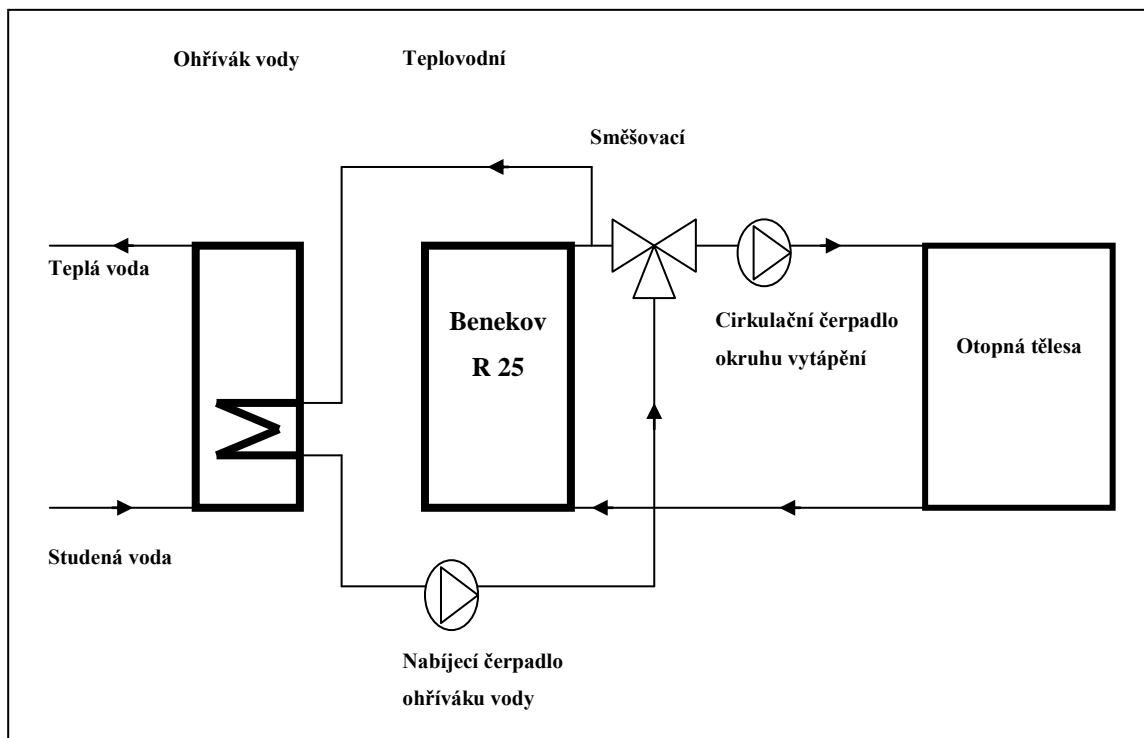 Ohřívák vody
Teplovodní
Směšovací
Teplá voda
Benekov
R 25
Cirkulační čerpadlo
okruhu vytápění
Otopná tělesa
Studená voda
Nabíjecí čerpadlo
ohříváku vody